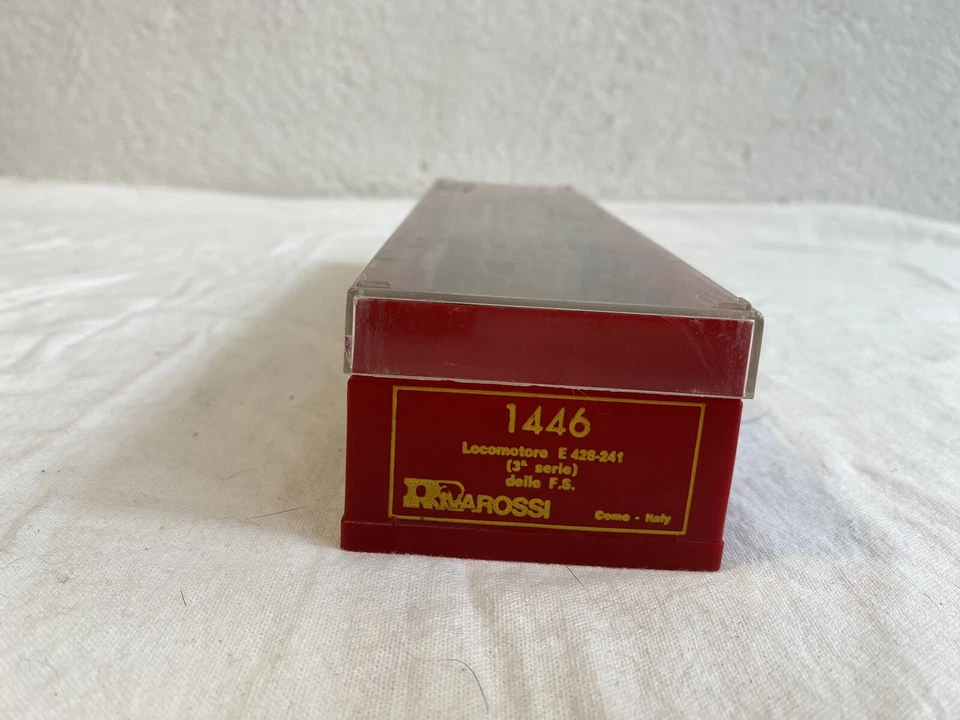 1446
Locomotore E 428-241
(3ª serie)
delle F.S.
RIVAROSSI
Como - Italy